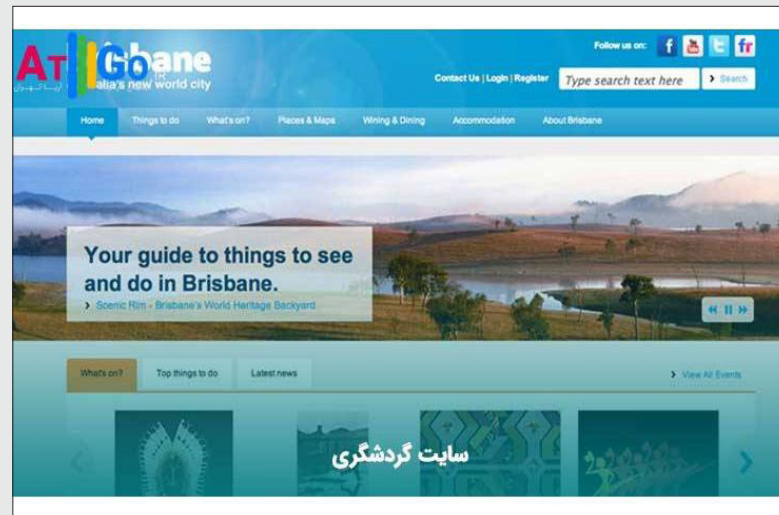 Follow us on:
AT GO
bane
alia's new world city
Contact Us | Login | Register
Type search text here
Search
Home
Things to do
What's on?
Places & Maps
Wining & Dining
Accommodation
About Brisbane
Your guide to things to see
and do in Brisbane.
Scenic Rim - Brisbane's World Heritage Backyard
What's on?
Top things to do
Latest news
View All Events
سایت گردشگری